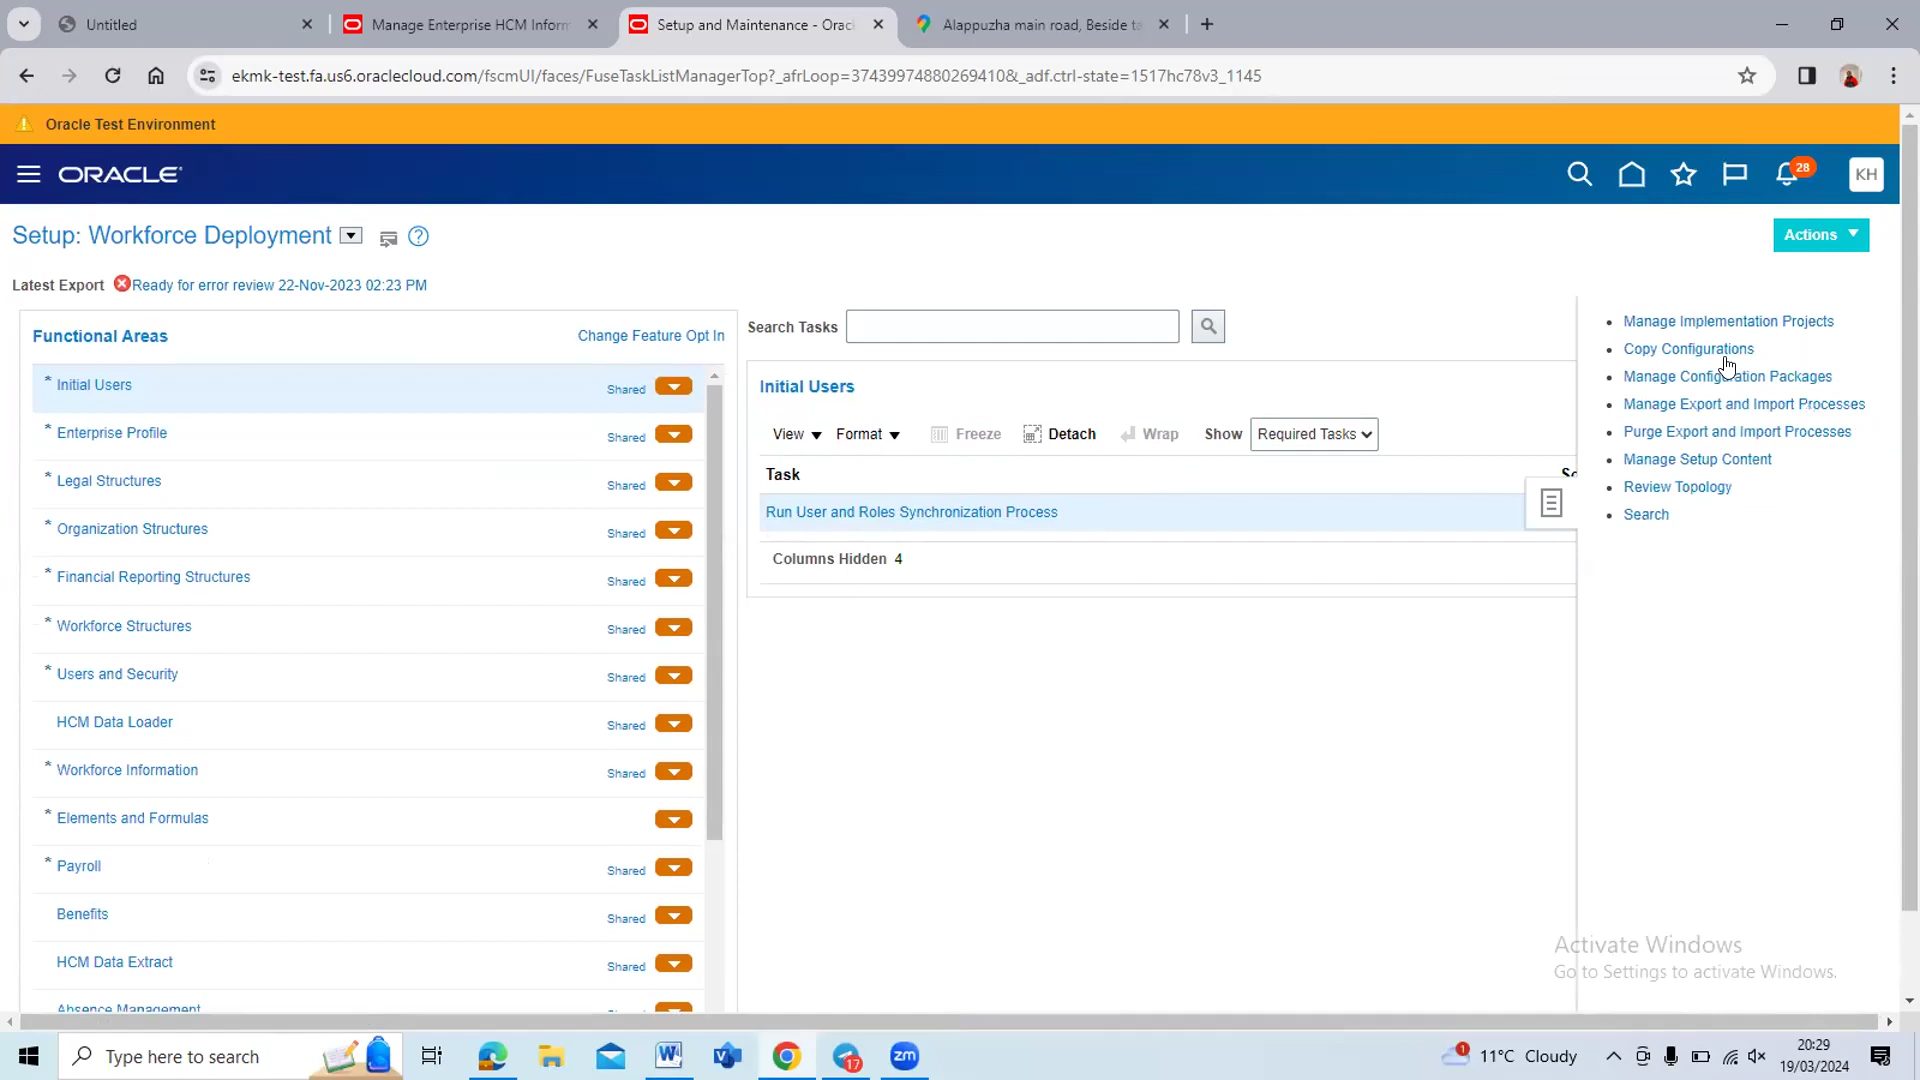 Untitled
Manage Enterprise HCM Inform
Setup and Maintenance - Orac
Alappuzha main road, Beside ta
ekmk-test.fa.us6.oraclecloud.com/fscmUI/faces/FuseTaskListManagerTop?_afrLoop=37439974880269410&_adf.ctrl-state=1517hc78v3_1145
Oracle Test Environment
ORACLE
28
KH
Setup: Workforce Deployment
Actions
Latest Export Ready for error review 22-Nov-2023 02:23 PM
Functional Areas
Change Feature Opt In
* Initial Users Shared
* Enterprise Profile Shared
* Legal Structures Shared
* Organization Structures Shared
* Financial Reporting Structures Shared
* Workforce Structures Shared
* Users and Security Shared
HCM Data Loader Shared
* Workforce Information Shared
* Elements and Formulas
* Payroll Shared
Benefits Shared
HCM Data Extract Shared
Absence Management
Search Tasks
Initial Users
View Format Freeze Detach Wrap Show Required Tasks
Task
Sc
Run User and Roles Synchronization Process
Columns Hidden 4
Manage Implementation Projects
Copy Configurations
Manage Configuration Packages
Manage Export and Import Processes
Purge Export and Import Processes
Manage Setup Content
Review Topology
Search
Activate Windows
Go to Settings to activate Windows.
Type here to search
17
zm
1
11°C Cloudy
20:29
19/03/2024